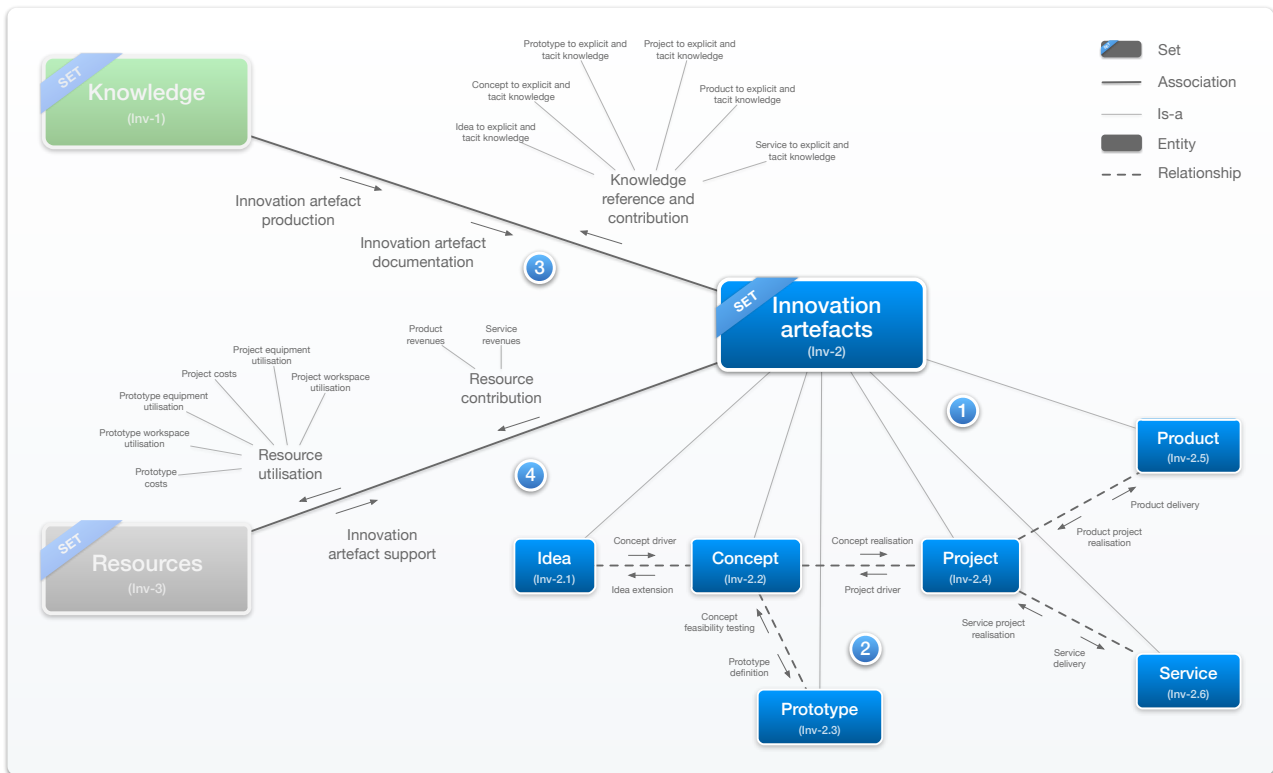 SET
Knowledge
(Inv-1)
Prototype to explicit and
tacit knowledge
Project to explicit and
tacit knowledge
Concept to explicit and
tacit knowledge
Product to explicit and
tacit knowledge
Idea to explicit and
tacit knowledge
Service to explicit and
tacit knowledge
Knowledge
reference and
contribution
Set
Association
Is-a
Entity
Relationship
Innovation artefact
production
Innovation artefact
documentation
3
SET
Innovation
artefacts
(Inv-2)
Product
revenues
Service
revenues
Resource
contribution
Project equipment
utilisation
Project costs
Project workspace
utilisation
Prototype equipment
utilisation
Prototype workspace
utilisation
Prototype
costs
Resource
utilisation
4
1
SET
Resources
(Inv-3)
Innovation
artefact support
Product
(Inv-2.5)
Product delivery
Product project
realisation
Idea
(Inv-2.1)
Concept driver
Idea extension
Concept
(Inv-2.2)
Concept realisation
Project driver
Project
(Inv-2.4)
Concept
feasibility testing
Prototype
definition
2
Service project
realisation
Service
delivery
Service
(Inv-2.6)
Prototype
(Inv-2.3)